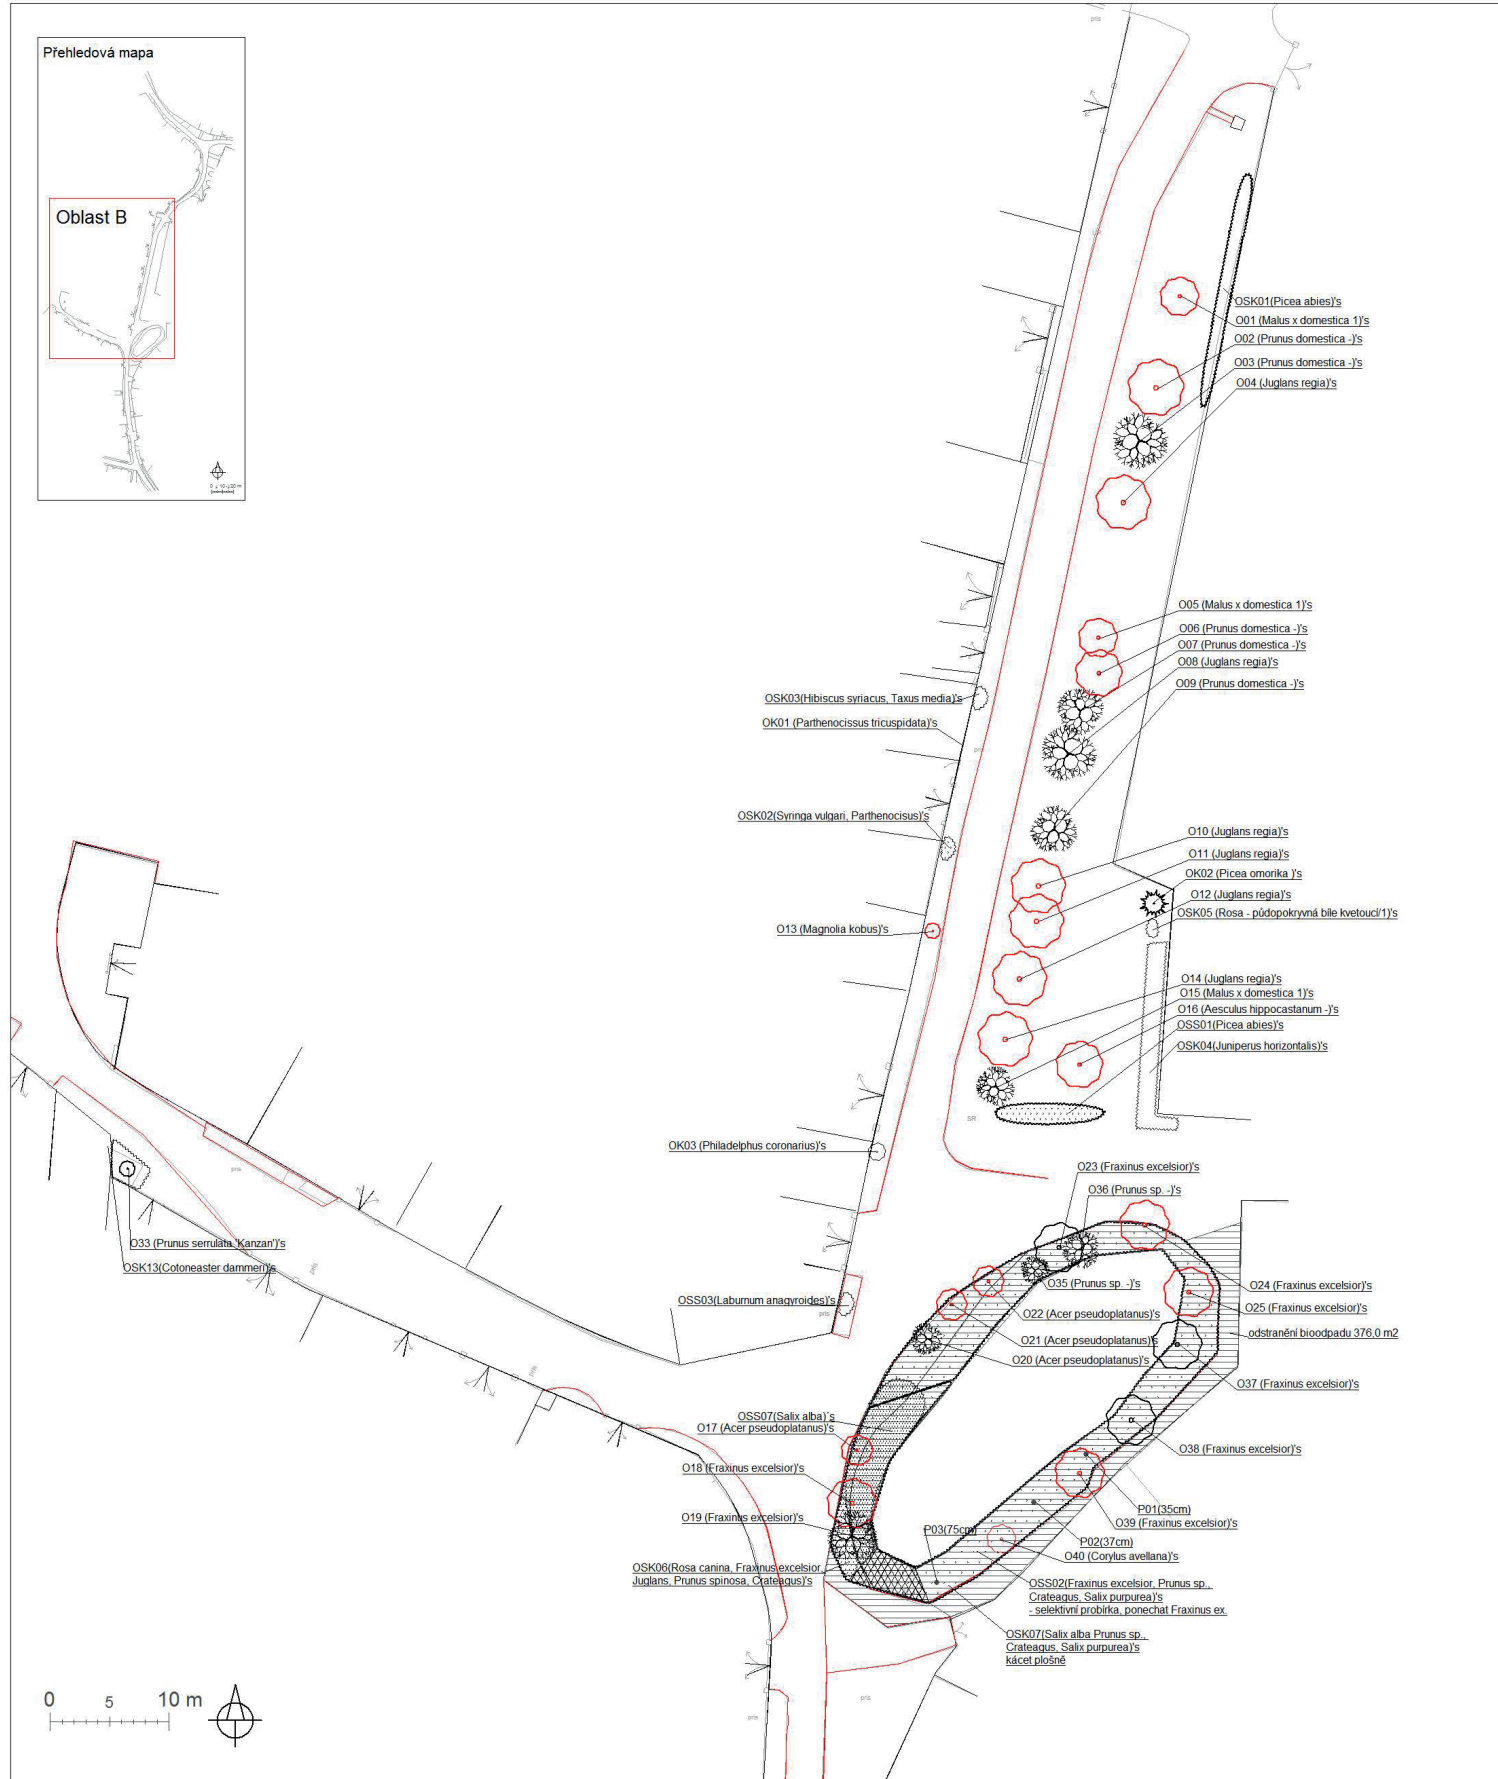 Přehledová mapa
Oblast B
OSK01(Picea abies)'s
O01 (Malus x domestica 1)'s
O02 (Prunus domestica -)'s
O03 (Prunus domestica -)'s
O04 (Juglans regia)'s
O05 (Malus x domestica 1)'s
O06 (Prunus domestica -)'s
O07 (Prunus domestica -)'s
O08 (Juglans regia)'s
O09 (Prunus domestica -)'s
OSK03(Hibiscus syriacus, Taxus media)'s
OK01 (Parthenocissus tricuspidata)'s
OSK02(Syringa vulgari, Parthenocisus)'s
O10 (Juglans regia)'s
O11 (Juglans regia)'s
OK02 (Picea omorika )'s
O12 (Juglans regia)'s
OSK05 (Rosa - půdopokryvná bíle kvetoucí/1)'s
O13 (Magnolia kobus)'s
O14 (Juglans regia)'s
O15 (Malus x domestica 1)'s
O16 (Aesculus hippocastanum -)'s
OSS01(Picea abies)'s
OSK04(Juniperus horizontalis)'s
SR
OK03 (Philadelphus coronarius)'s
O23 (Fraxinus excelsior)'s
O36 (Prunus sp. -)'s
O33 (Prunus serrulata 'Kanzan')'s
OSK13(Cotoneaster dammeri)'s
OSS03(Laburnum anagyroides)'s
O35 (Prunus sp. -)'s
O24 (Fraxinus excelsior)'s
O25 (Fraxinus excelsior)'s
O22 (Acer pseudoplatanus)'s
odstranění bioodpadu 376,0 m2
O21 (Acer pseudoplatanus)'s
O20 (Acer pseudoplatanus)'s
O37 (Fraxinus excelsior)'s
OSS07(Salix alba)`s
O17 (Acer pseudoplatanus)'s
O38 (Fraxinus excelsior)'s
O18 (Fraxinus excelsior)'s
P01(35cm)
O39 (Fraxinus excelsior)'s
O19 (Fraxinus excelsior)'s
P03(75cm)
P02(37cm)
O40 (Corylus avellana)'s
OSK06(Rosa canina, Fraxinus excelsior,
Juglans, Prunus spinosa, Crateagus)'s
OSS02(Fraxinus excelsior, Prunus sp.,
Crateagus, Salix purpurea)'s
- selektivní probírka, ponechat Fraxinus ex.
OSK07(Salix alba Prunus sp.,
Crateagus, Salix purpurea)'s
kácet plošně
0 5 10 m